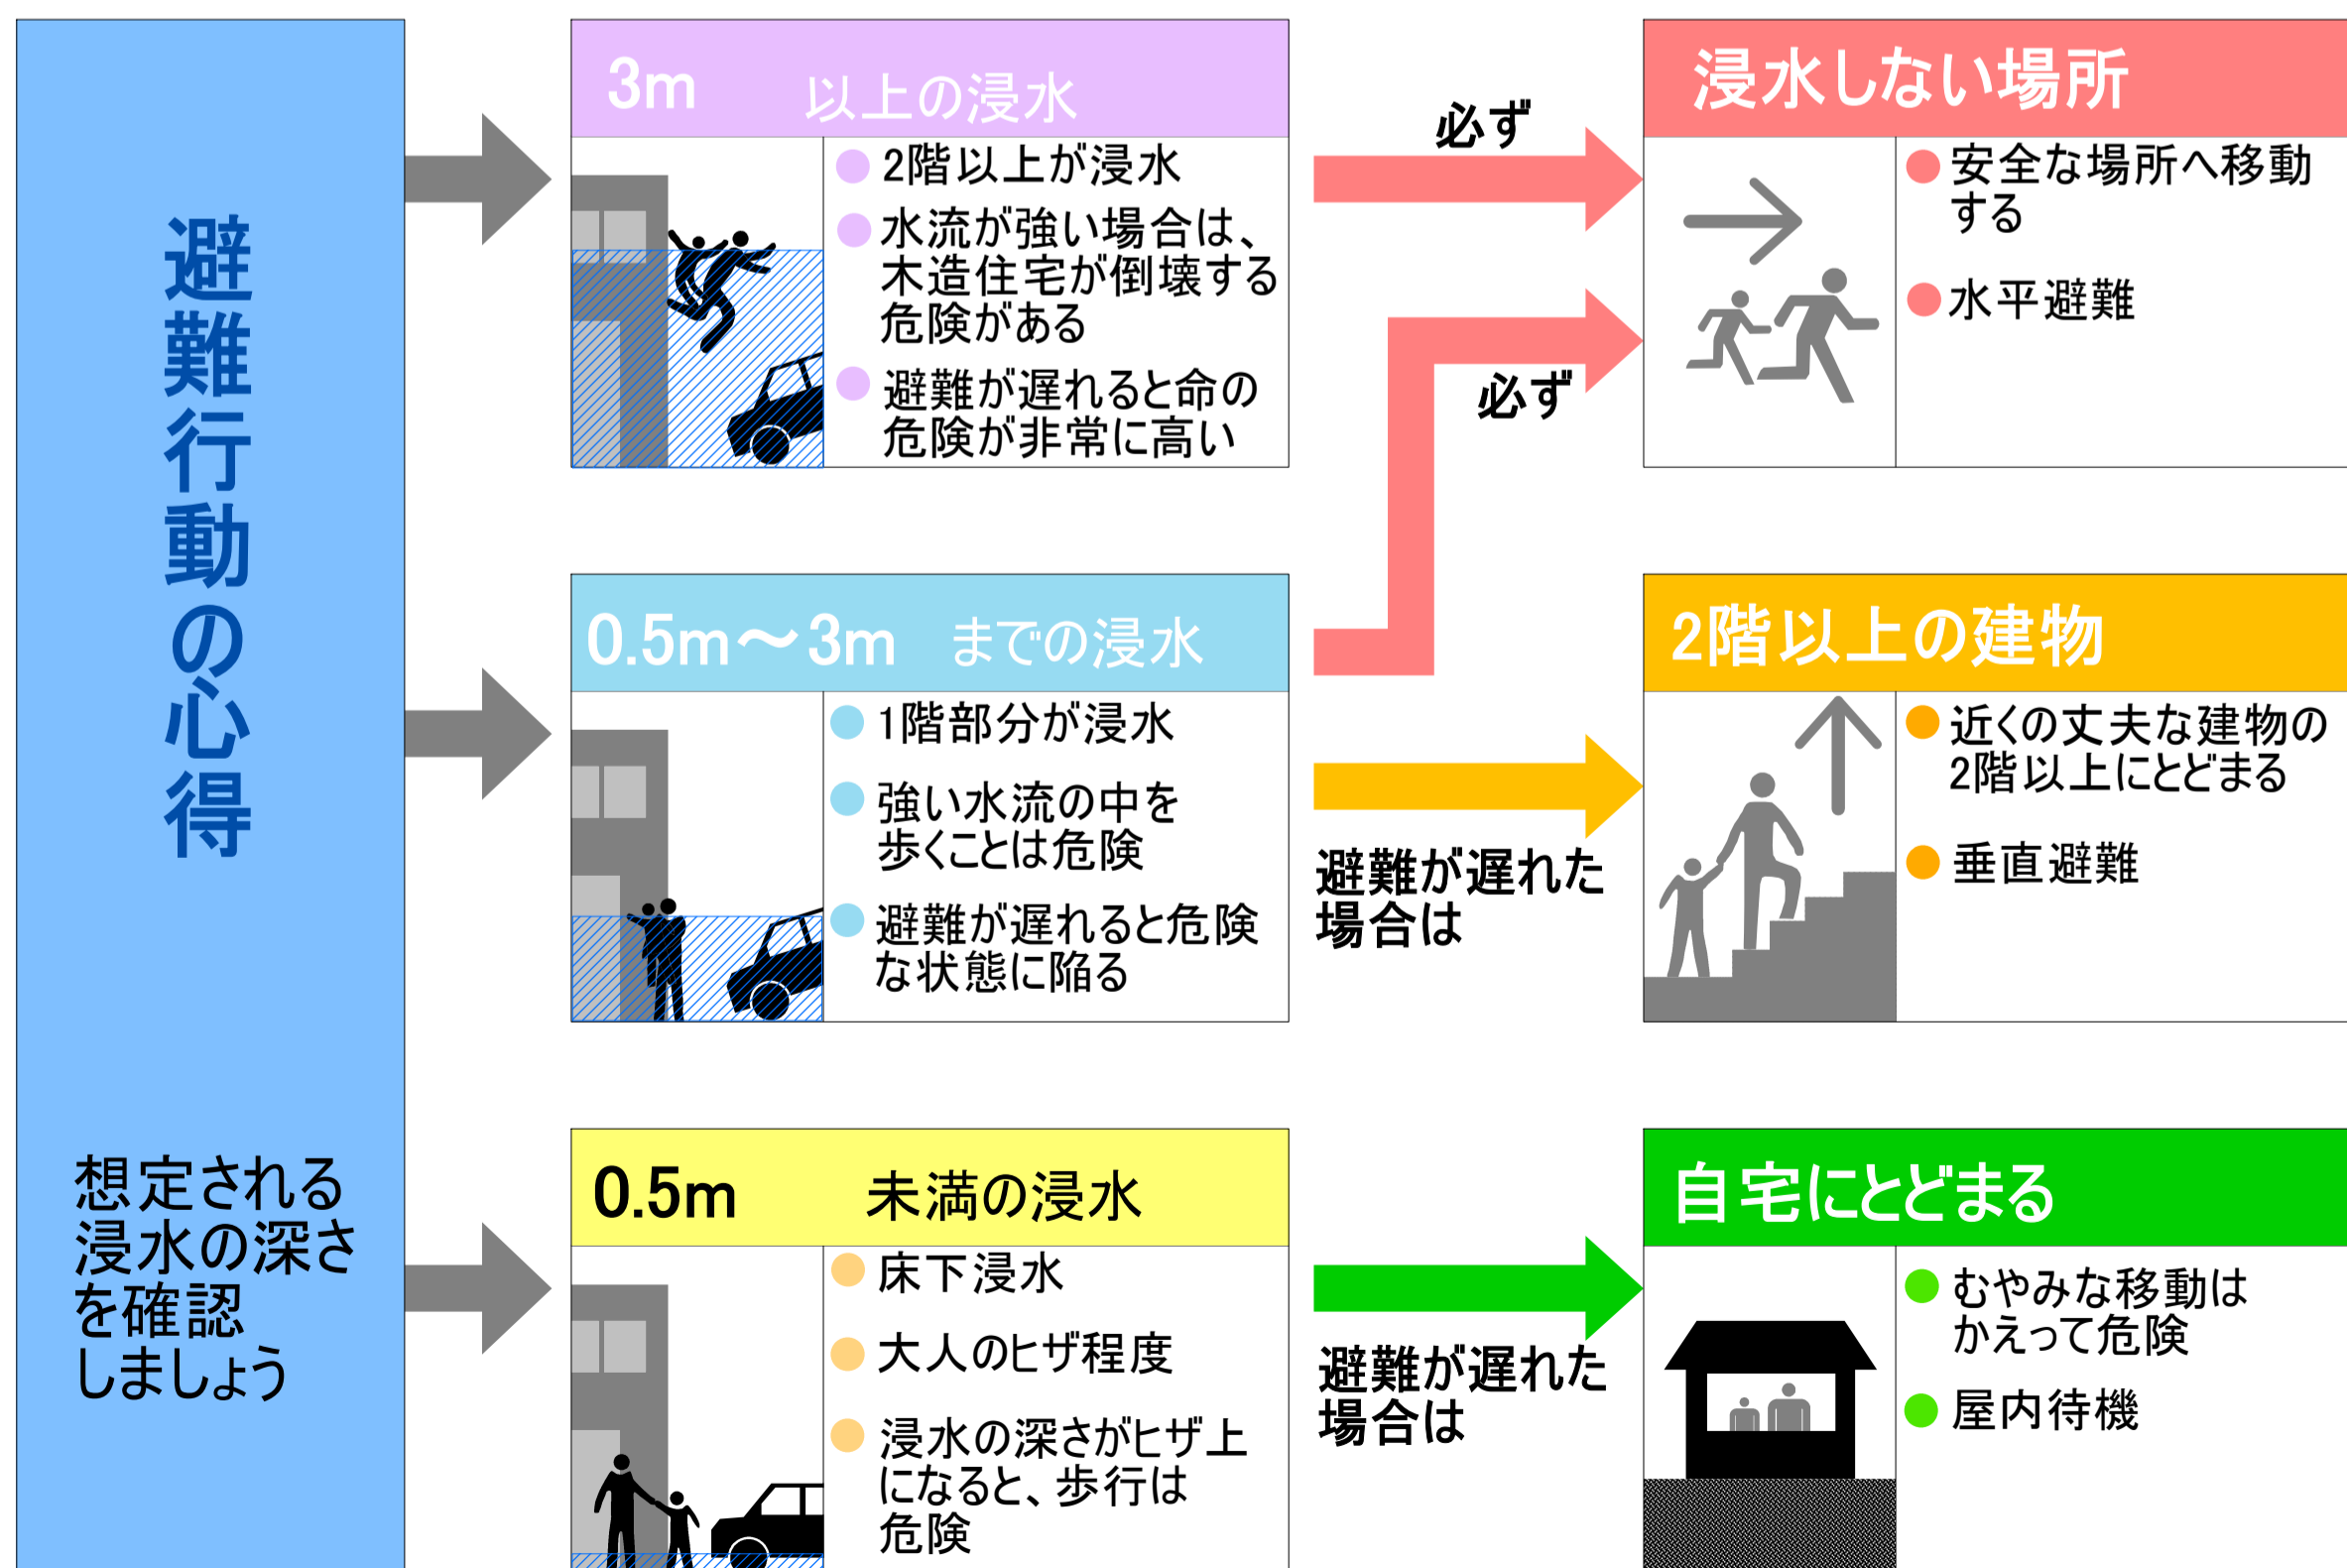 避難行動の心得
想定される
浸水の深さ
を確認
しましょう
3m 以上の浸水
2階以上が浸水
水流が強い場合は、
木造住宅が倒壊する
危険がある
避難が遅れると命の
危険が非常に高い
必ず
必ず
浸水しない場所
安全な場所へ移動
する
水平避難
0.5m～3m までの浸水
1階部分が浸水
強い水流の中を
歩くことは危険
避難が遅れると危険
な状態に陥る
避難が遅れた
場合は
2階以上の建物
近くの丈夫な建物の
2階以上にとどまる
垂直避難
0.5m 未満の浸水
床下浸水
大人のヒザ程度
浸水の深さがヒザ上
になると、歩行は
危険
避難が遅れた
場合は
自宅にとどまる
むやみな移動は
かえって危険
屋内待機